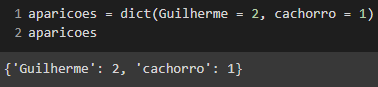 1 aparicoes = dict(Guilherme = 2, cachorro = 1)
2 aparicoes
{'Guilherme': 2, 'cachorro': 1}